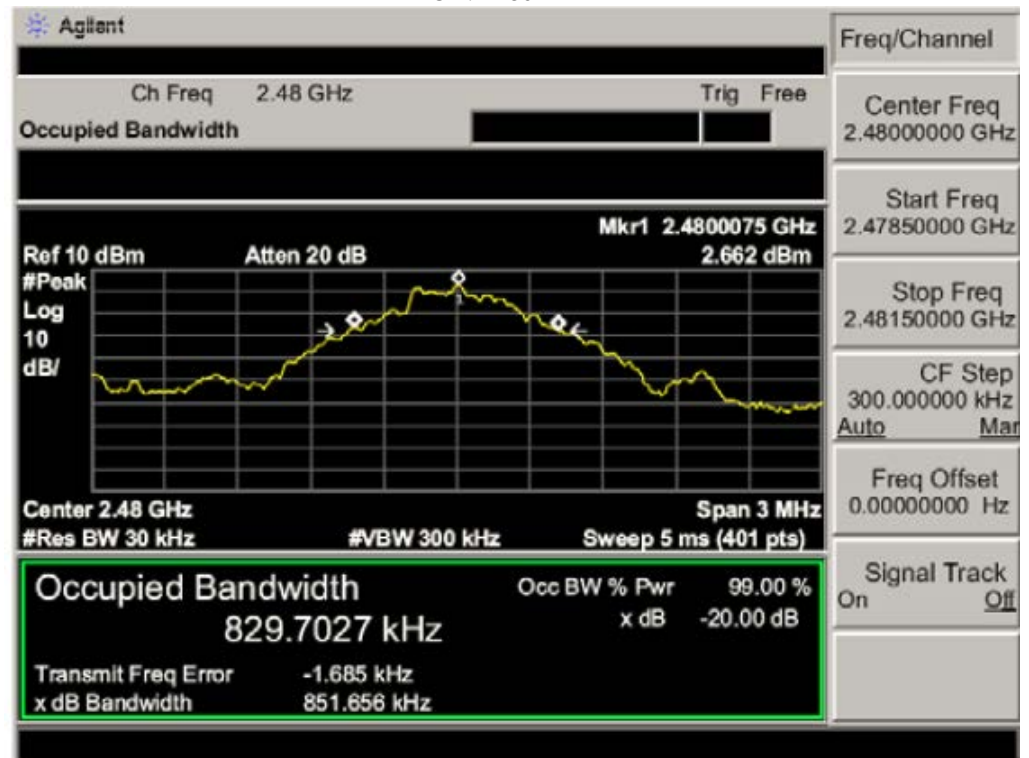 Agilent
Freq/Channel
Ch Freq 2.48 GHz Trig Free
Occupied Bandwidth
Center Freq
2.48000000 GHz
Start Freq
2.47850000 GHz
Stop Freq
2.48150000 GHz
CF Step
300.000000 kHz
Auto Man
Freq Offset
0.00000000 Hz
Signal Track
On Off
Mkr1 2.4800075 GHz
Ref 10 dBm Atten 20 dB 2.662 dBm
#Peak
Log
10
dB/
1
Center 2.48 GHz Span 3 MHz
#Res BW 30 kHz #VBW 300 kHz Sweep 5 ms (401 pts)
Occupied Bandwidth Occ BW % Pwr 99.00 %
829.7027 kHz x dB -20.00 dB
Transmit Freq Error -1.685 kHz
x dB Bandwidth 851.656 kHz